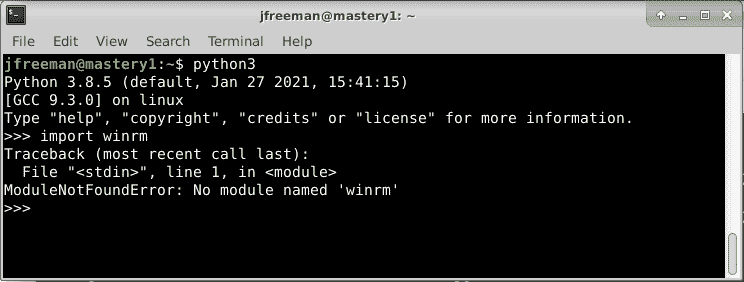 jfreeman@mastery1: ~
File Edit View Search Terminal Help
jfreeman@mastery1:~$ python3
Python 3.8.5 (default, Jan 27 2021, 15:41:15)
[GCC 9.3.0] on linux
Type "help", "copyright", "credits" or "license" for more information.
>>> import winrm
Traceback (most recent call last):
  File "<stdin>", line 1, in <module>
ModuleNotFoundError: No module named 'winrm'
>>>